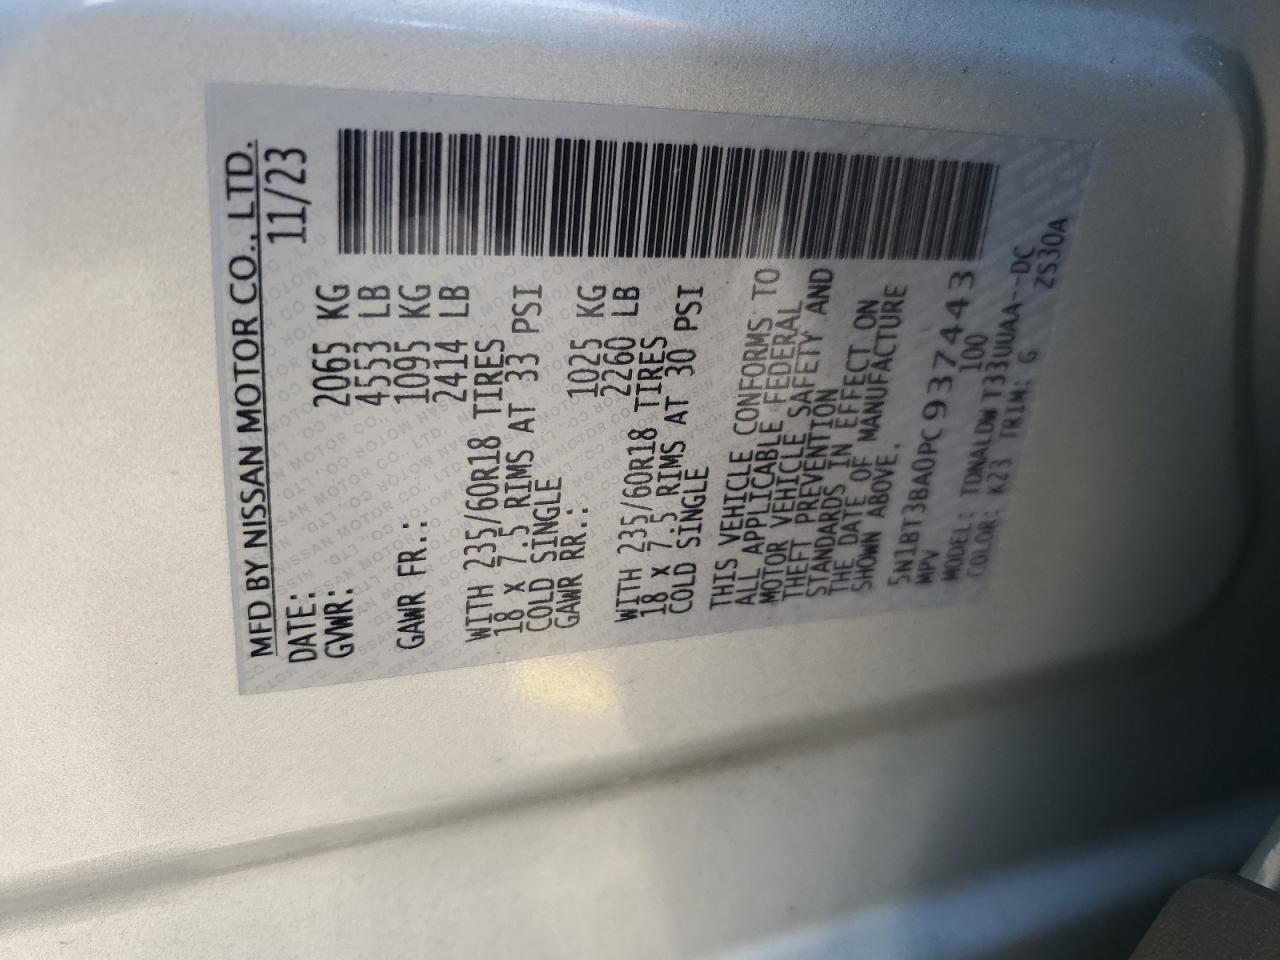 MFD BY NISSAN MOTOR CO., LTD.
DATE: 11/23
GVWR: 2065 KG
4553 LB
GAWR FR.: 1095 KG
2414 LB
WITH 235/60R18 TIRES
18 X 7.5 RIMS AT 33 PSI
COLD SINGLE
GAWR RR.: 1025 KG
2260 LB
WITH 235/60R18 TIRES
18 X 7.5 RIMS AT 30 PSI
COLD SINGLE
THIS VEHICLE CONFORMS TO
ALL APPLICABLE FEDERAL
MOTOR VEHICLE SAFETY AND
THEFT PREVENTION
STANDARDS IN EFFECT ON
THE DATE OF MANUFACTURE
SHOWN ABOVE.
5N1BT3BA0PC937443
MPV 100
MODEL: TDNALDW T33UUAA--DC
COLOR: K23 TRIM: G ZS30A